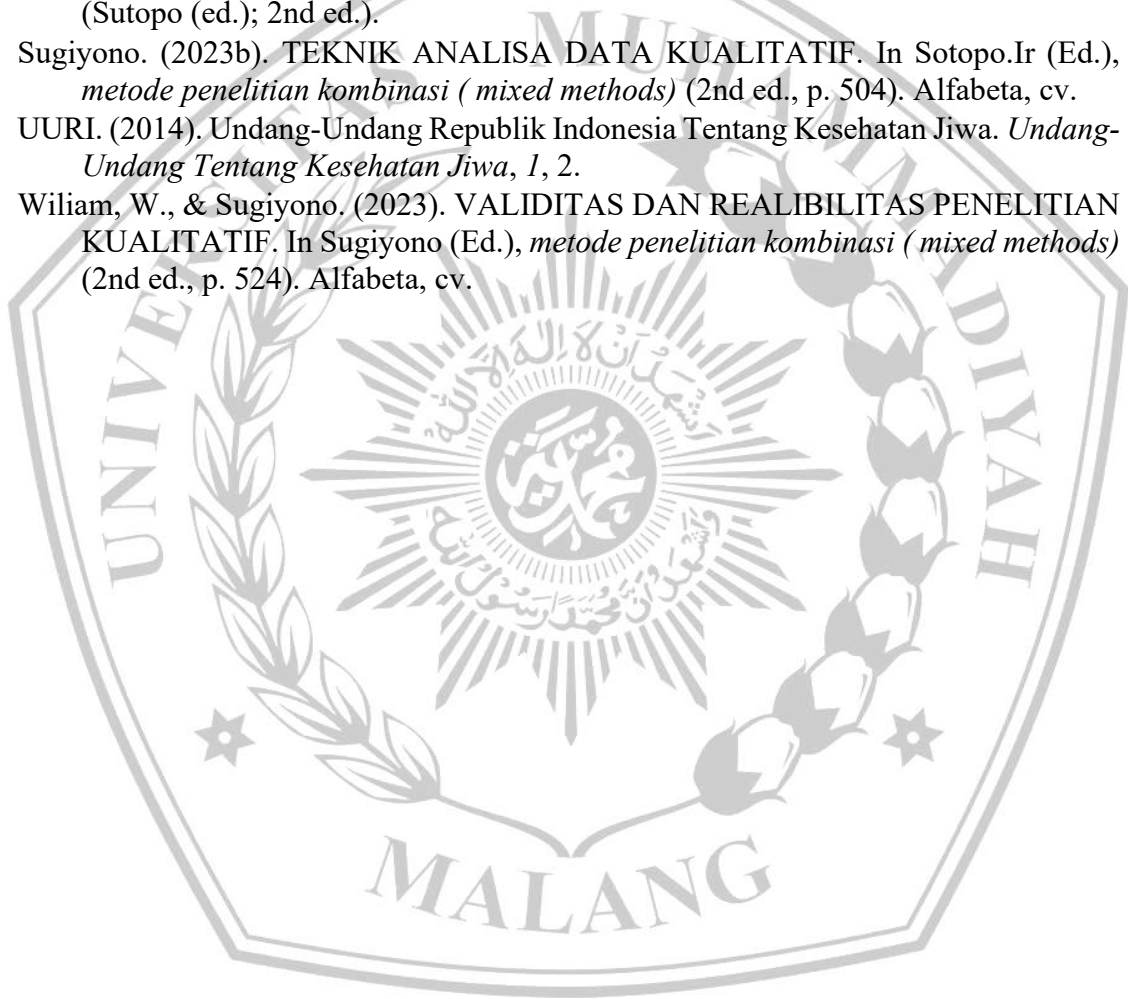 (Sutopo (ed.); 2nd ed.).
Sugiyono. (2023b). TEKNIK ANALISA DATA KUALITATIF. In Sotopo.Ir (Ed.),
metode penelitian kombinasi ( mixed methods) (2nd ed., p. 504). Alfabeta, cv.
UURI. (2014). Undang-Undang Republik Indonesia Tentang Kesehatan Jiwa. Undang-
Undang Tentang Kesehatan Jiwa, 1, 2.
Wiliam, W., & Sugiyono. (2023). VALIDITAS DAN REALIBILITAS PENELITIAN
KUALITATIF. In Sugiyono (Ed.), metode penelitian kombinasi ( mixed methods)
(2nd ed., p. 524). Alfabeta, cv.
UNIVERSITAS MUHAMMADIYAH
MALANG